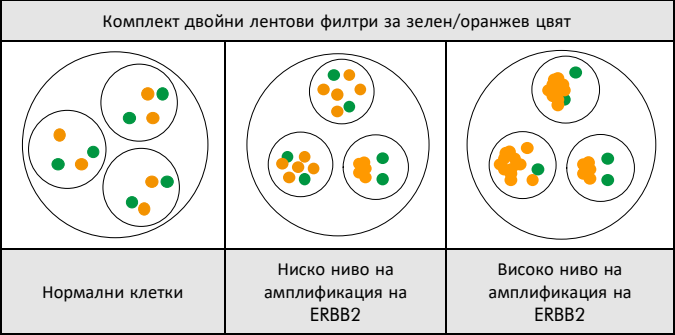 Комплект двойни лентови филтри за зелен/оранжев цвят
Нормални клетки
Ниско ниво на
амплификация на
ERBB2
Високо ниво на
амплификация на
ERBB2